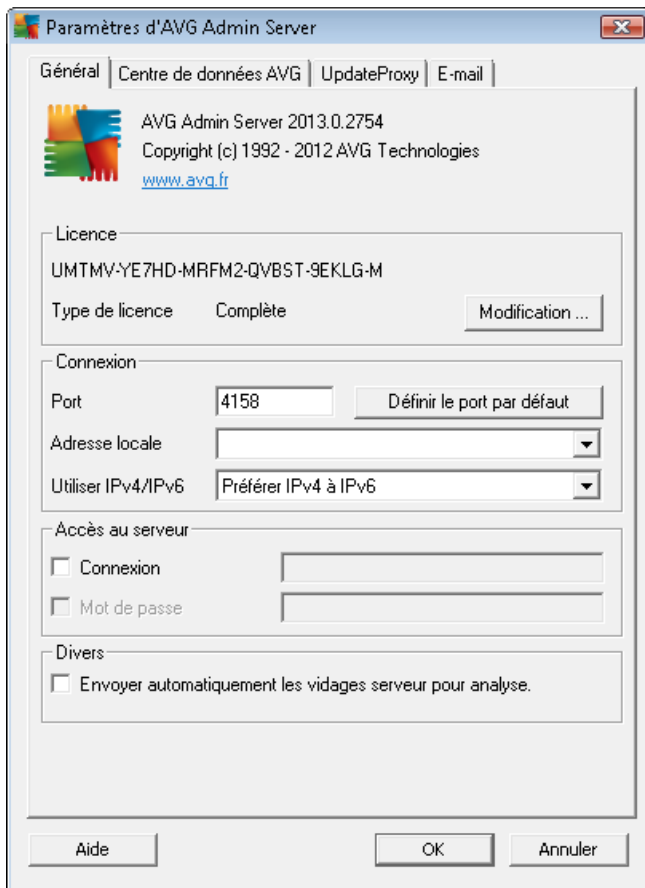 Paramètres d'AVG Admin Server
Général
Centre de données AVG
UpdateProxy
E-mail
AVG Admin Server 2013.0.2754
Copyright (c) 1992 - 2012 AVG Technologies
www.avg.fr
Licence
UMTMV-YE7HD-MRFM2-QVBST-9EKLG-M
Type de licence Complète Modification ...
Connexion
Port 4158 Définir le port par défaut
Adresse locale
Utiliser IPv4/IPv6 Préférer IPv4 à IPv6
Accès au serveur
Connexion
Mot de passe
Divers
Envoyer automatiquement les vidages serveur pour analyse.
Aide OK Annuler